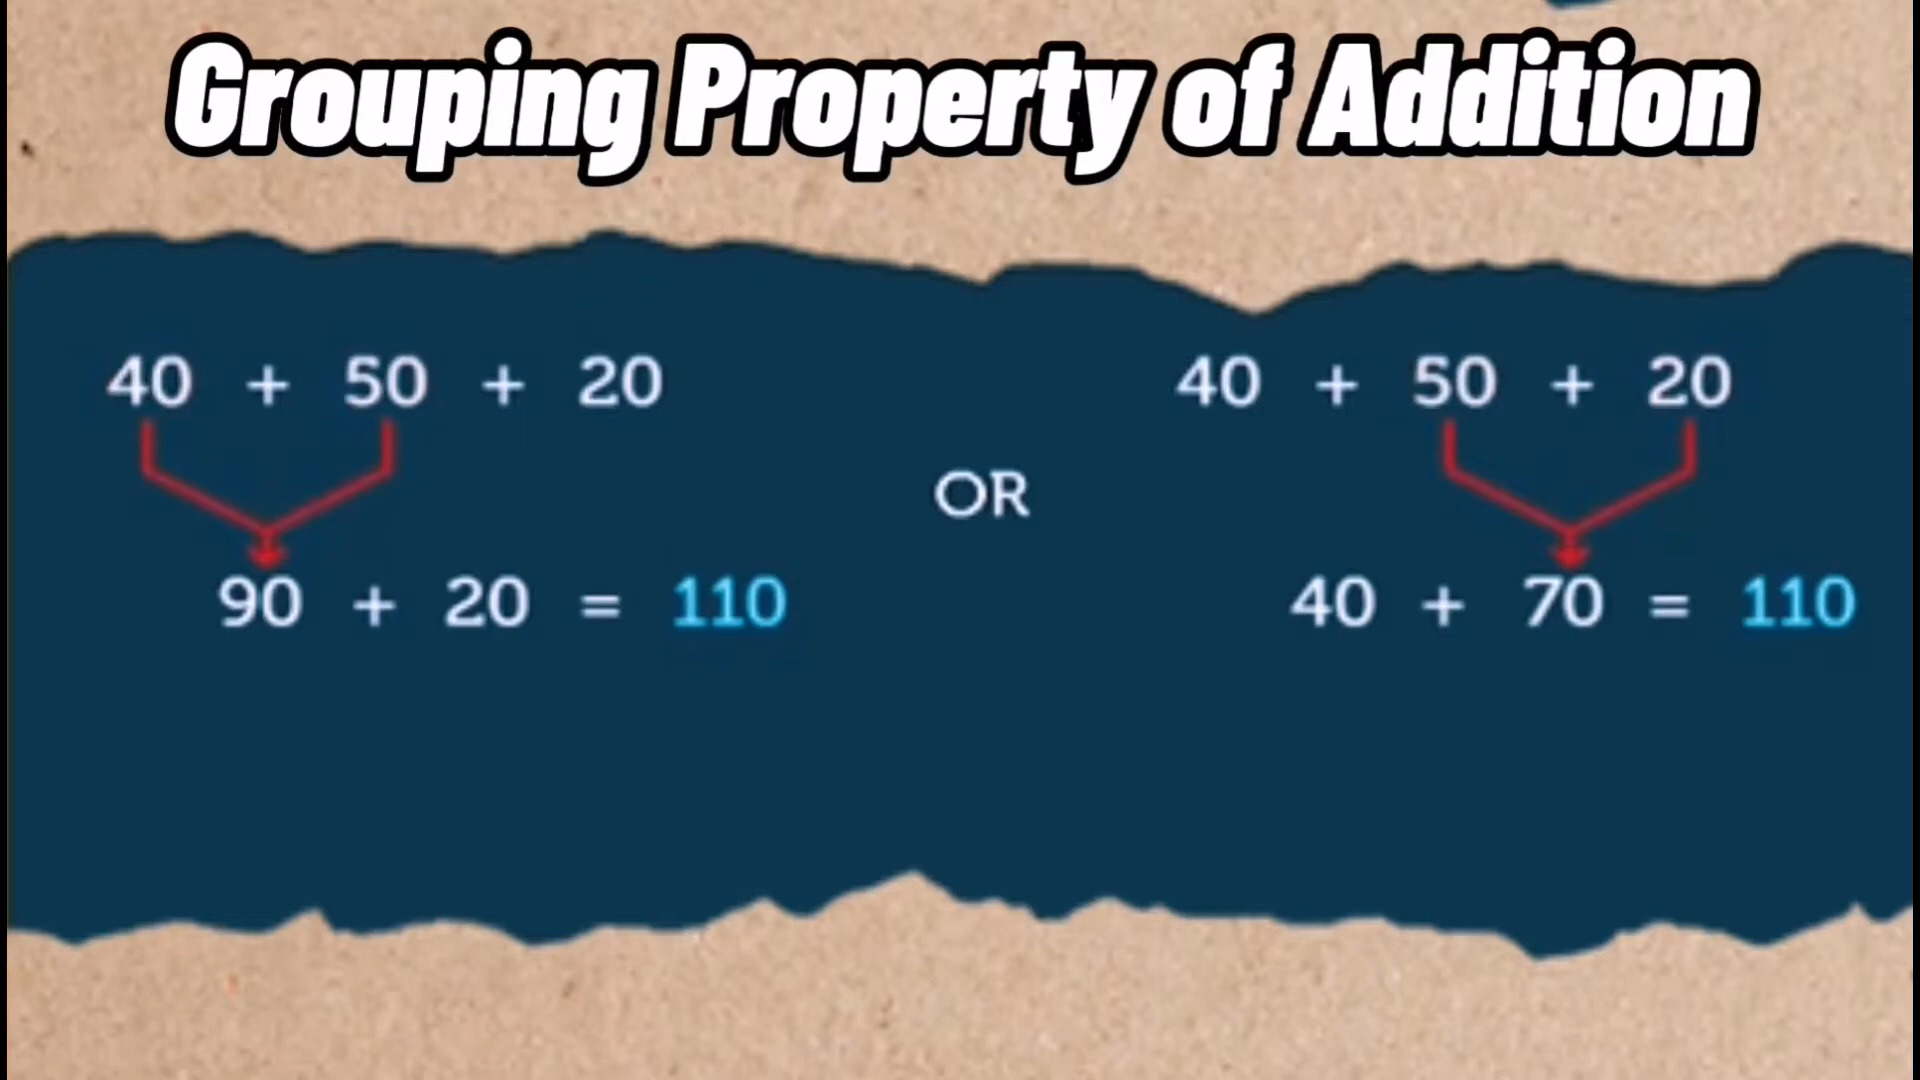 Grouping Property of Addition
40 + 50 + 20
90 + 20 = 110
OR
40 + 50 + 20
40 + 70 = 110